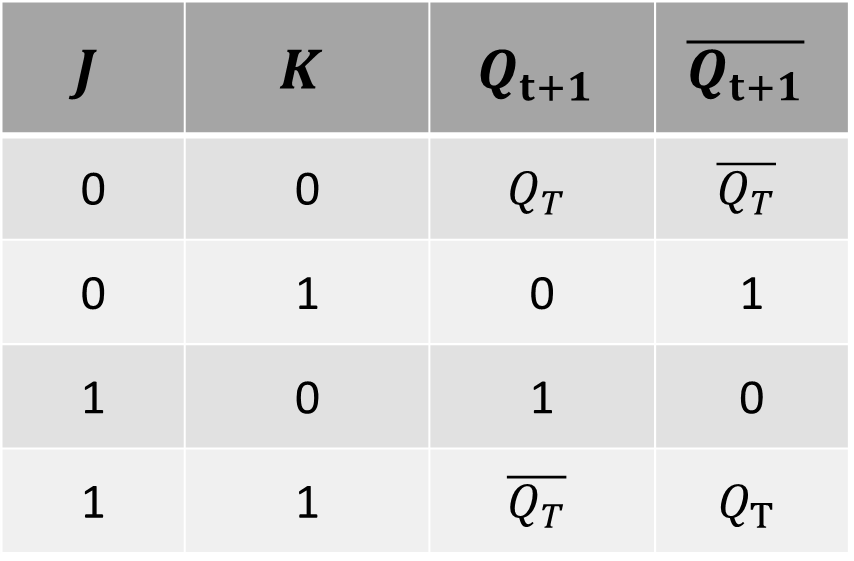 J K Q_{t+1} \overline{Q_{t+1}}
0 0 Q_T \overline{Q_T}
0 1 0 1
1 0 1 0
1 1 \overline{Q_T} Q_T